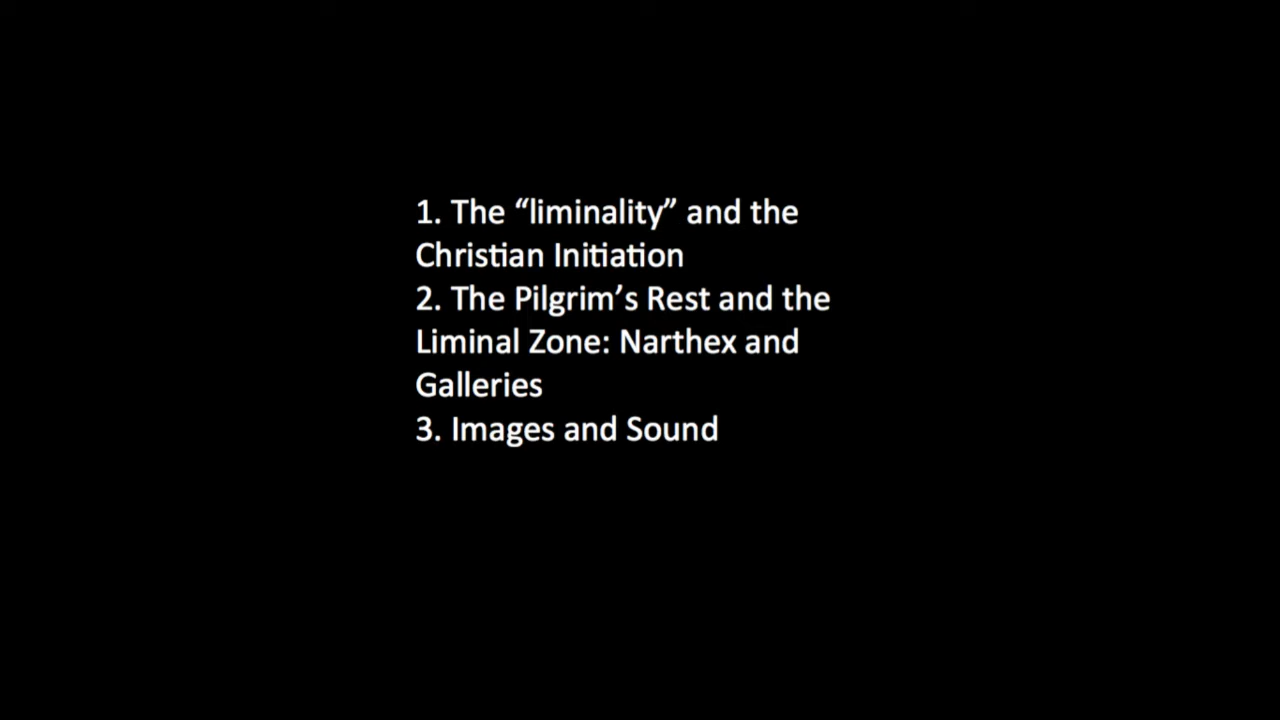 1. The “liminality” and the
Christian Initiation
2. The Pilgrim’s Rest and the
Liminal Zone: Narthex and
Galleries
3. Images and Sound